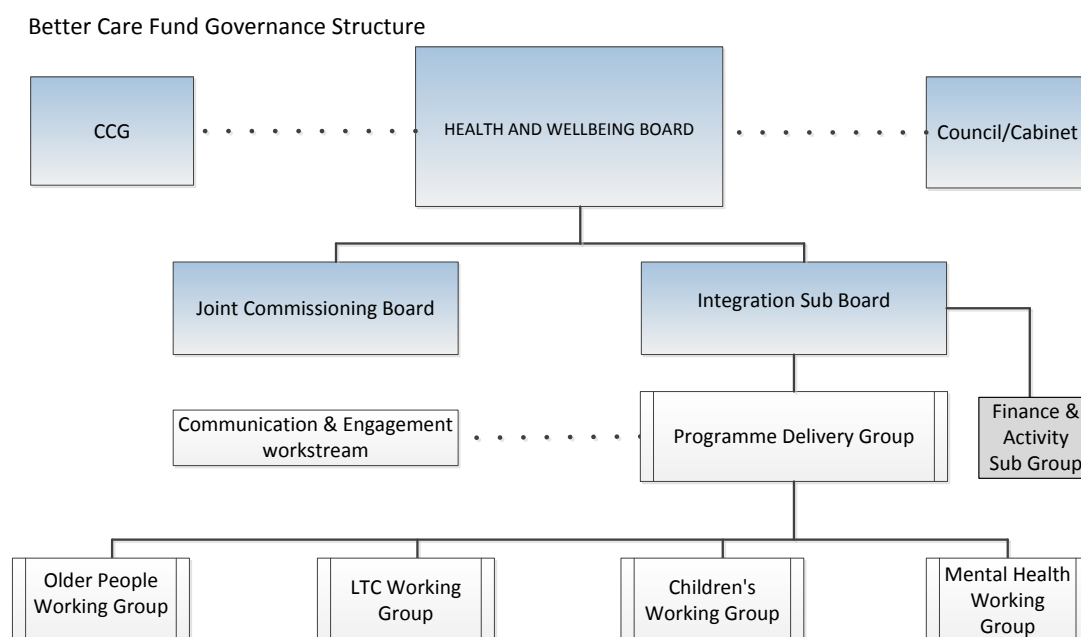 Better Care Fund Governance Structure
CCG
HEALTH AND WELLBEING BOARD
Council/Cabinet
Joint Commissioning Board
Integration Sub Board
Communication & Engagement
workstream
Programme Delivery Group
Finance &
Activity
Sub Group
Older People
Working Group
LTC Working
Group
Children's
Working Group
Mental Health
Working
Group